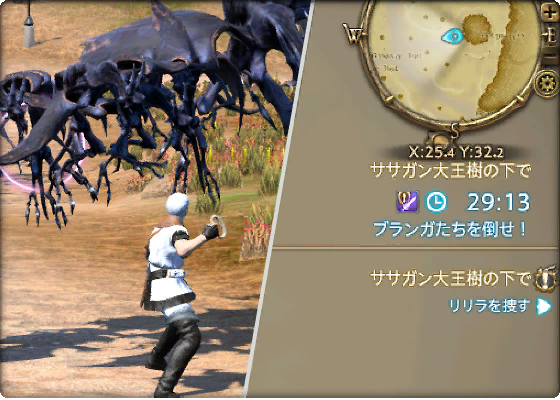 W
E
S
X:25.4 Y:32.2
ササガン大王樹の下で
29:13
ブランガたちを倒せ！
ササガン大王樹の下で
リリラを捜す